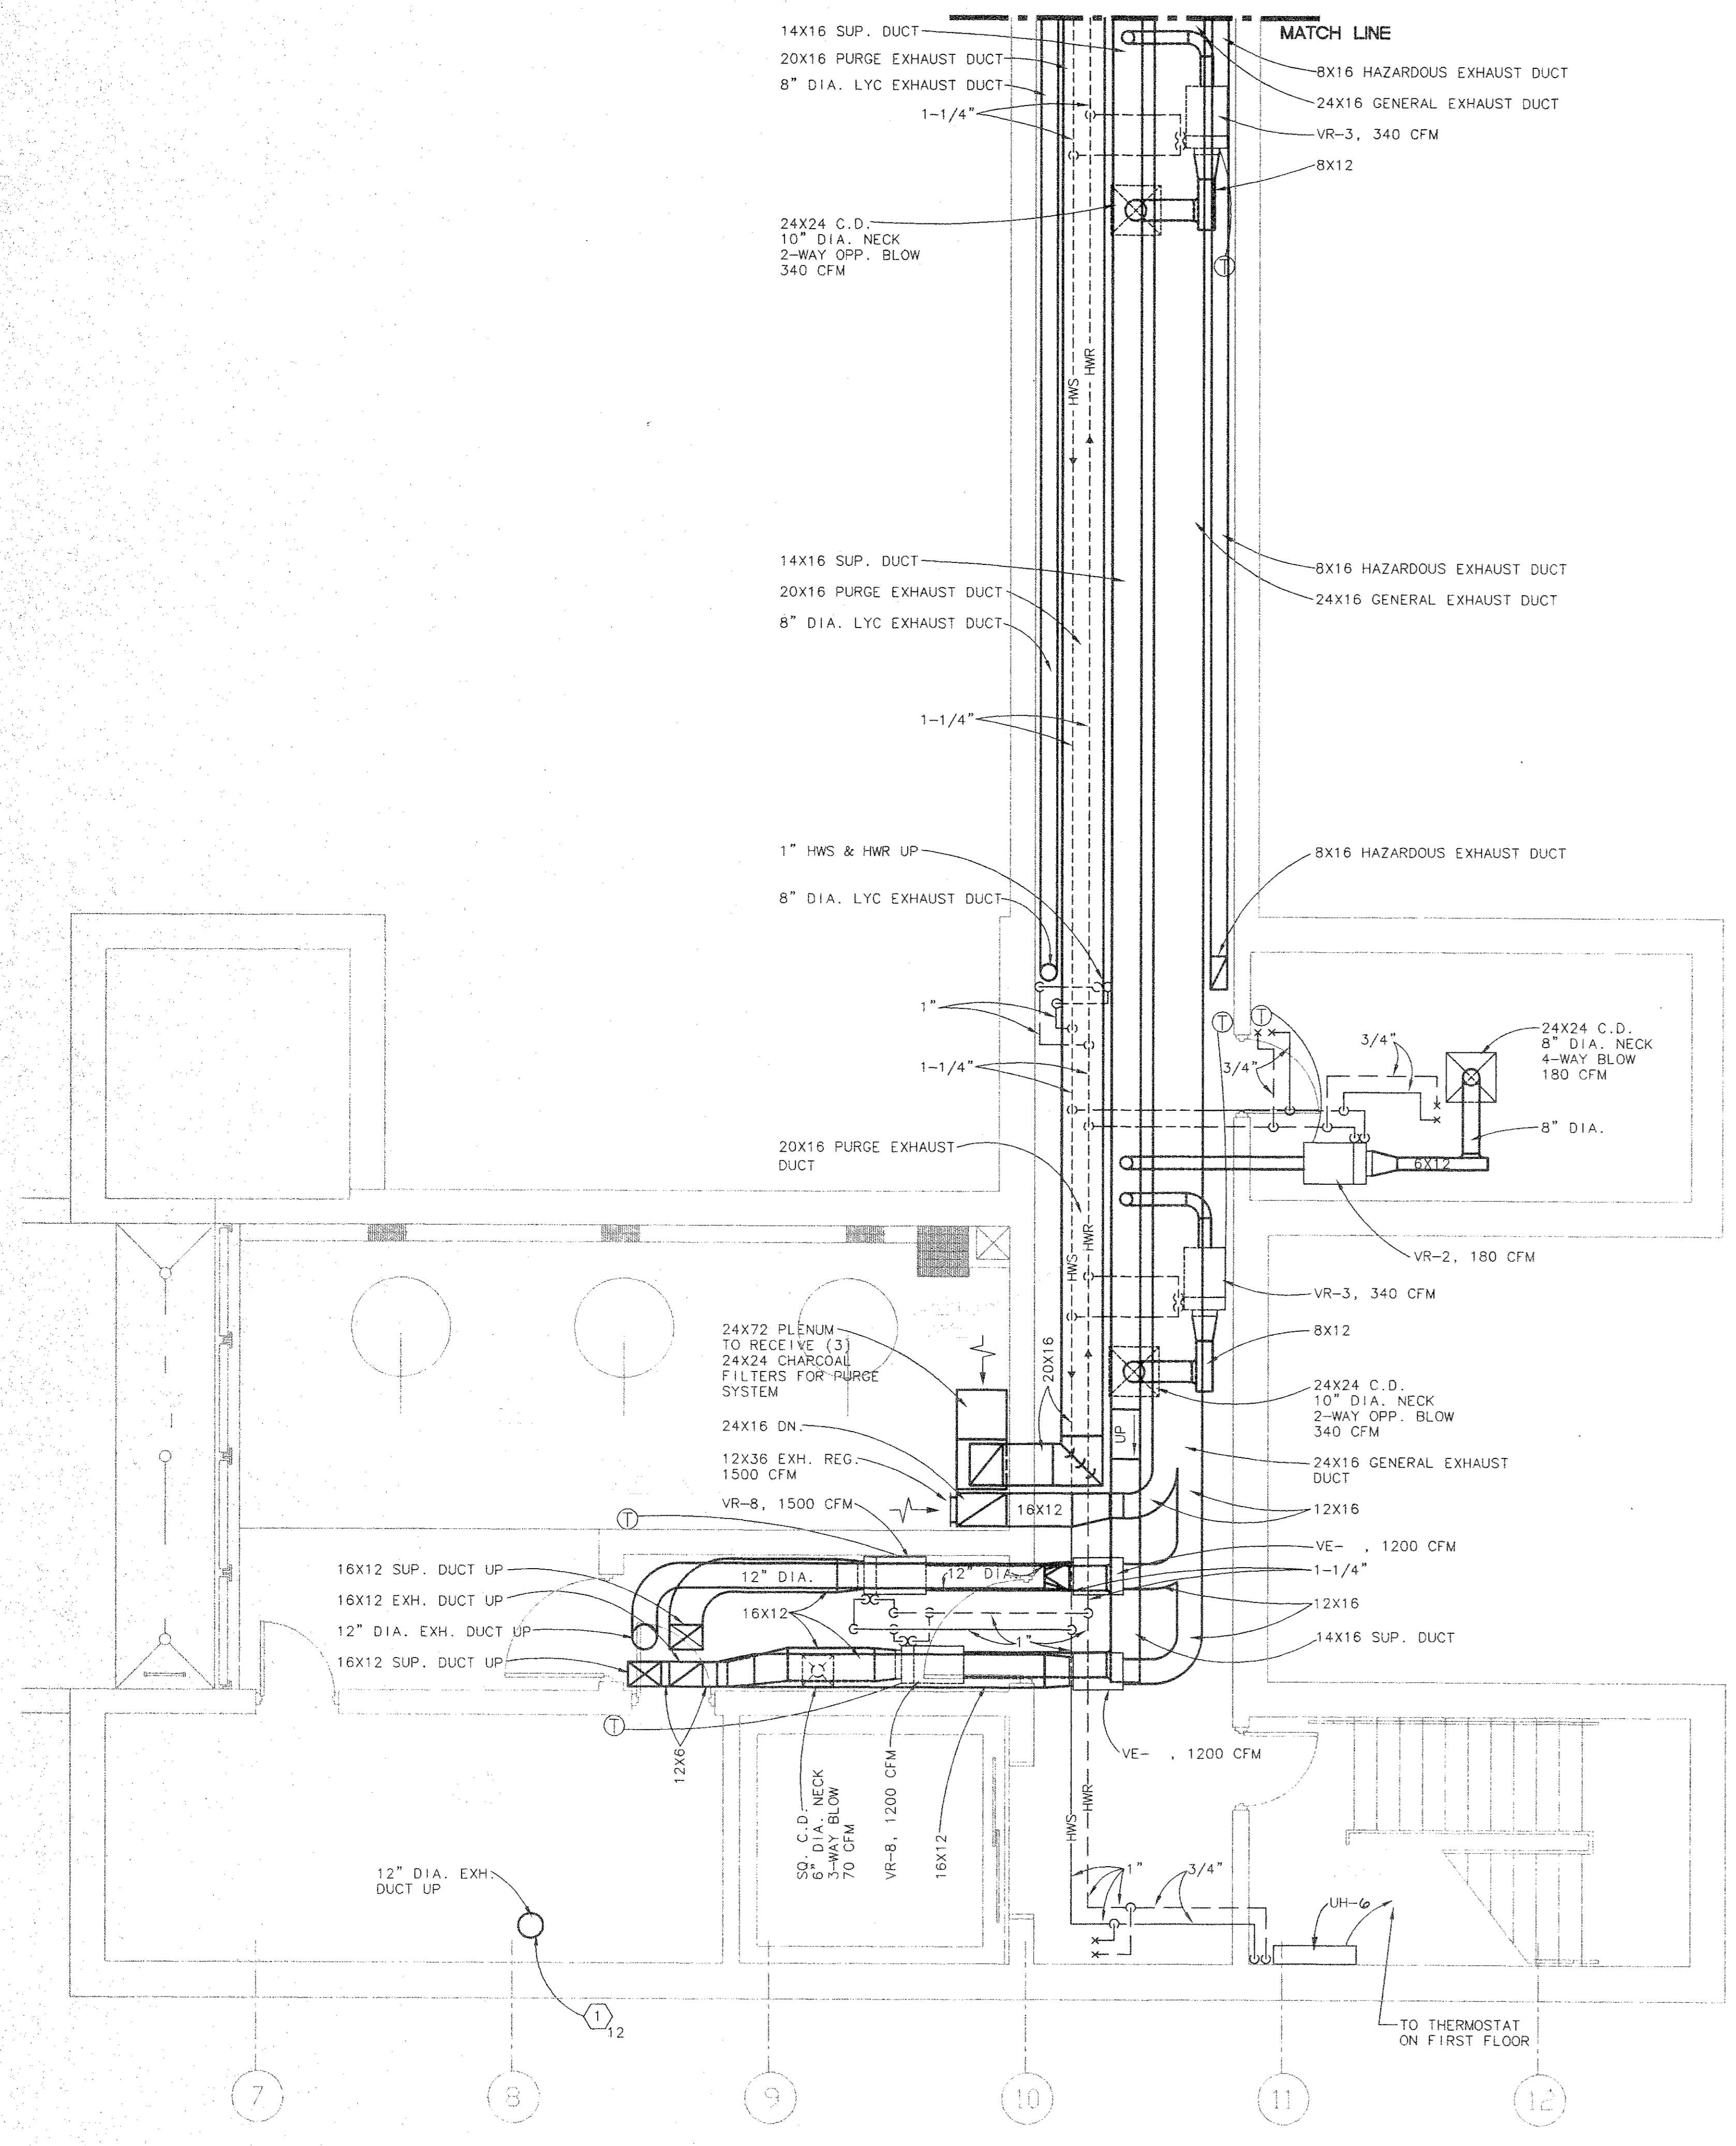 MATCH LINE
14X16 SUP. DUCT
20X16 PURGE EXHAUST DUCT
8" DIA. LYC EXHAUST DUCT
1-1/4"
8X16 HAZARDOUS EXHAUST DUCT
24X16 GENERAL EXHAUST DUCT
VR-3, 340 CFM
8X12
24X24 C.D.
10" DIA. NECK
2-WAY OPP. BLOW
340 CFM
T
HWS
HWR
14X16 SUP. DUCT
20X16 PURGE EXHAUST DUCT
8" DIA. LYC EXHAUST DUCT
8X16 HAZARDOUS EXHAUST DUCT
24X16 GENERAL EXHAUST DUCT
1-1/4"
1" HWS & HWR UP
8" DIA. LYC EXHAUST DUCT
8X16 HAZARDOUS EXHAUST DUCT
1"
1-1/4"
T
T
3/4"
3/4"
24X24 C.D.
8" DIA. NECK
4-WAY BLOW
180 CFM
8" DIA.
6X12
20X16 PURGE EXHAUST
DUCT
VR-2, 180 CFM
HWS
HWR
VR-3, 340 CFM
8X12
24X72 PLENUM
TO RECEIVE (3)
24X24 CHARCOAL
FILTERS FOR PURGE
SYSTEM
20X16
24X24 C.D.
10" DIA. NECK
2-WAY OPP. BLOW
340 CFM
UP
24X16 DN.
12X36 EXH. REG.
1500 CFM
24X16 GENERAL EXHAUST
DUCT
VR-8, 1500 CFM
16X12
12X16
T
VE- , 1200 CFM
1-1/4"
16X12 SUP. DUCT UP
12" DIA.
12" DIA.
16X12 EXH. DUCT UP
16X12
12X16
12" DIA. EXH. DUCT UP
1"
14X16 SUP. DUCT
16X12 SUP. DUCT UP
T
12X6
SQ. C.D.
6" DIA. NECK
3-WAY BLOW
70 CFM
VR-8, 1200 CFM
16X12
VE- , 1200 CFM
HWS
HWR
12" DIA. EXH.
DUCT UP
1"
3/4"
UH-6
1
12
TO THERMOSTAT
ON FIRST FLOOR
7
8
9
10
11
12